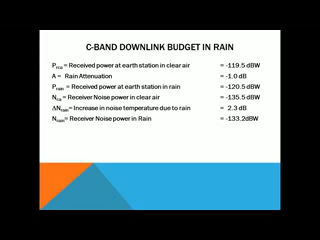 C-BAND DOWNLINK BUDGET IN RAIN
Prca = Received power at earth station in clear air = -119.5 dBW
A = Rain Attenuation = -1.0 dB
Prrain = Received power at earth station in rain = -120.5 dBW
Nca = Receiver Noise power in clear air = -135.5 dBW
ΔNrain= Increase in noise temperature due to rain = 2.3 dB
Nrain= Receiver Noise power in Rain = -133.2dBW